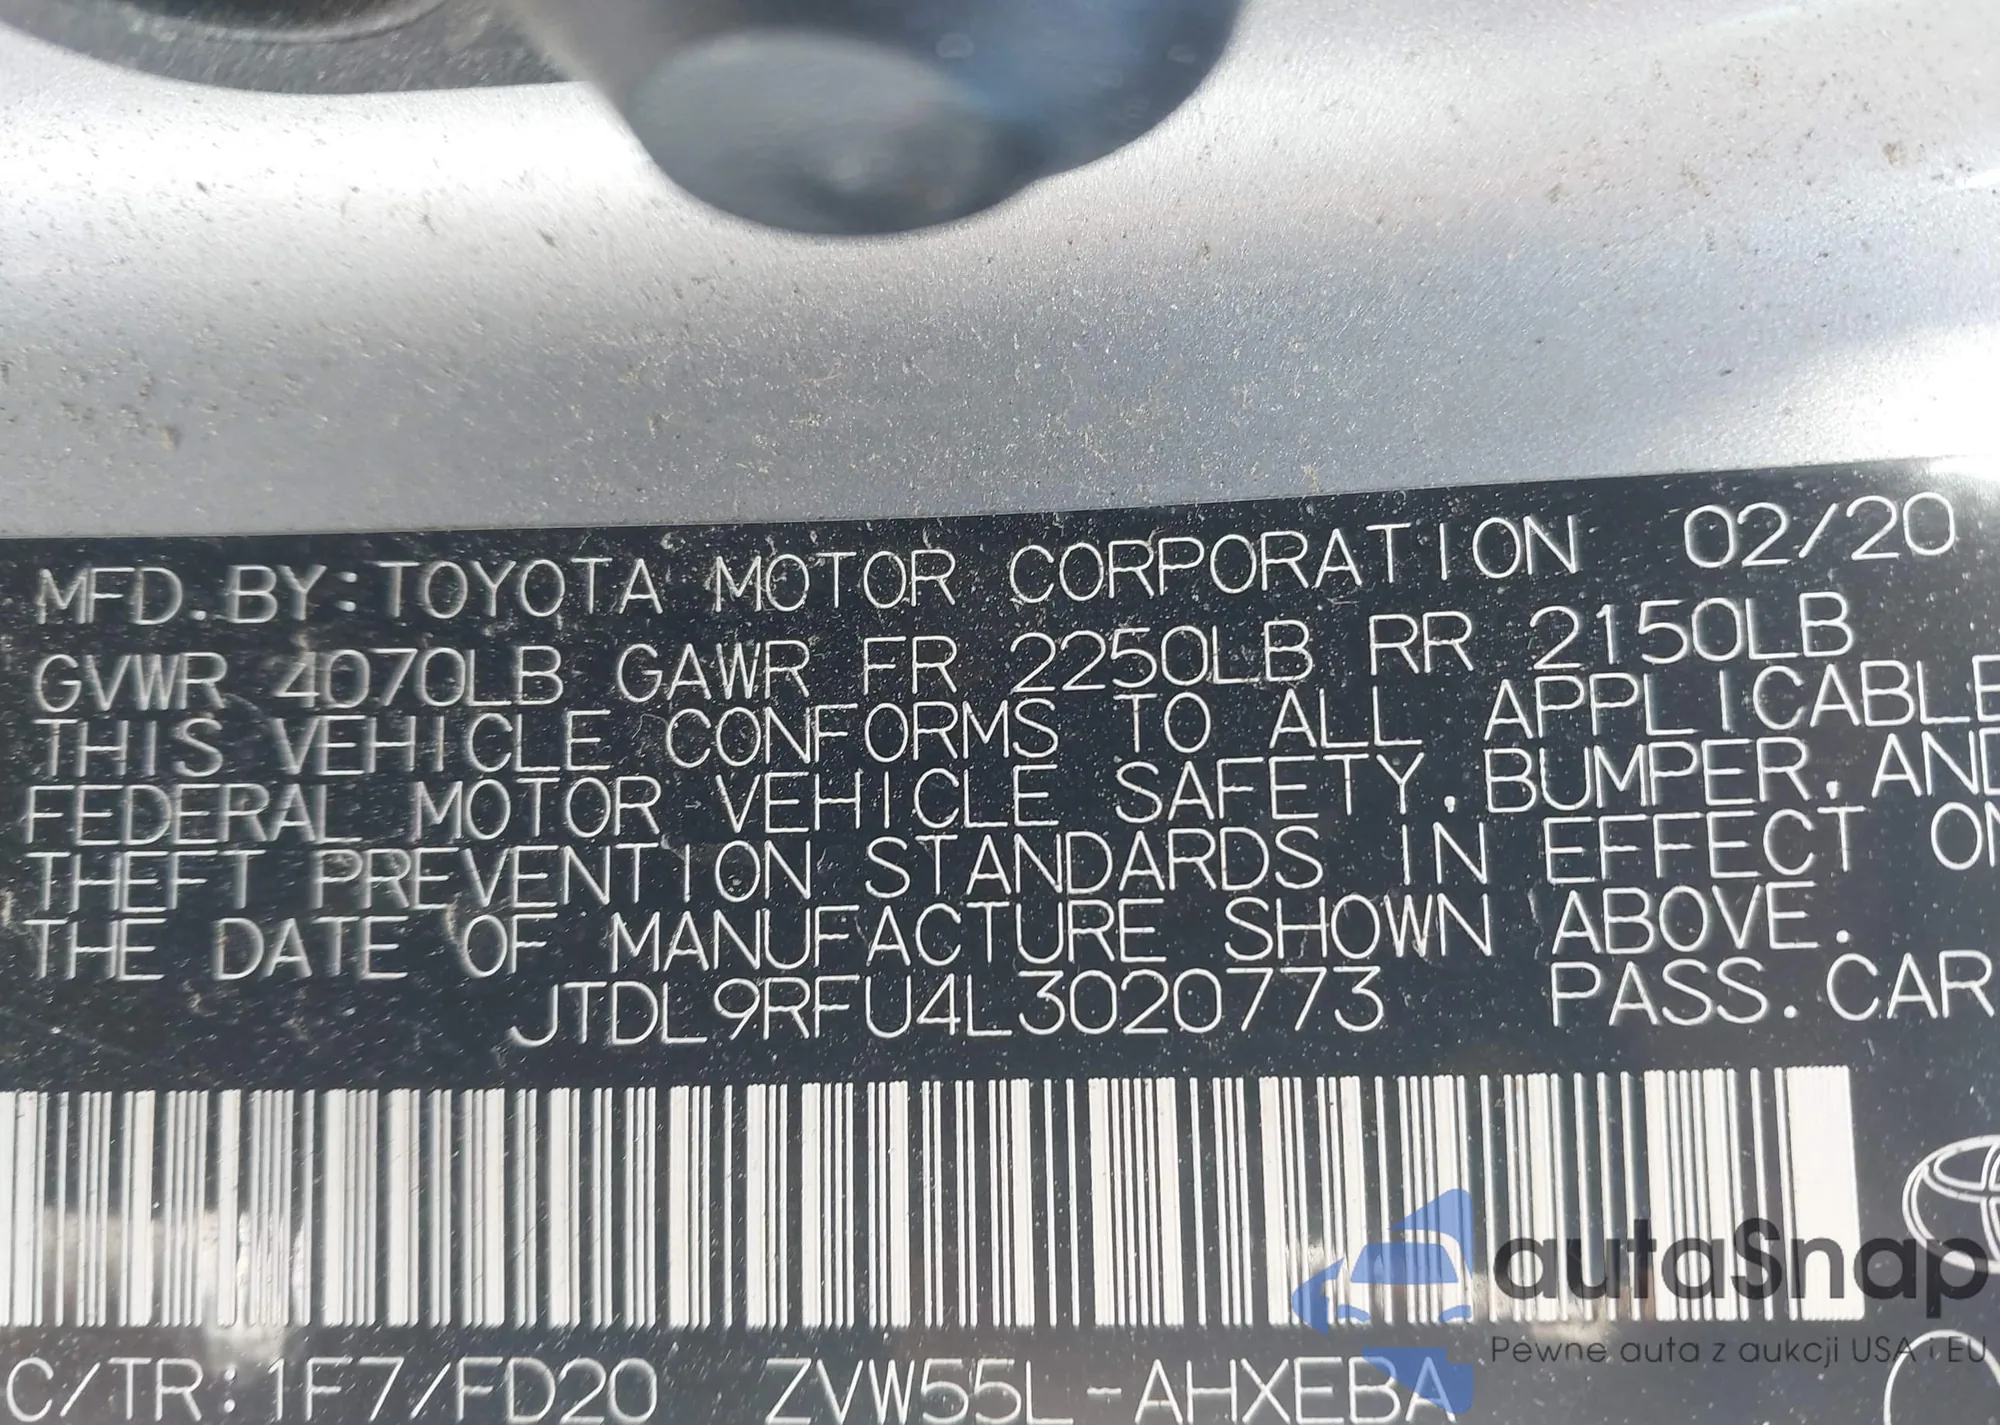 MFD.BY:TOYOTA MOTOR CORPORATION 02/20
GVWR 4070LB GAWR FR 2250LB RR 2150LB
THIS VEHICLE CONFORMS TO ALL APPLICABLE
FEDERAL MOTOR VEHICLE SAFETY, BUMPER, AND
THEFT PREVENTION STANDARDS IN EFFECT ON
THE DATE OF MANUFACTURE SHOWN ABOVE.
JTDL9RFU4L3020773 PASS.CAR
C/TR:1F7/FD20 ZVW55L-AHXEBA
autaSnap
Pewne auta z aukcji USA i EU